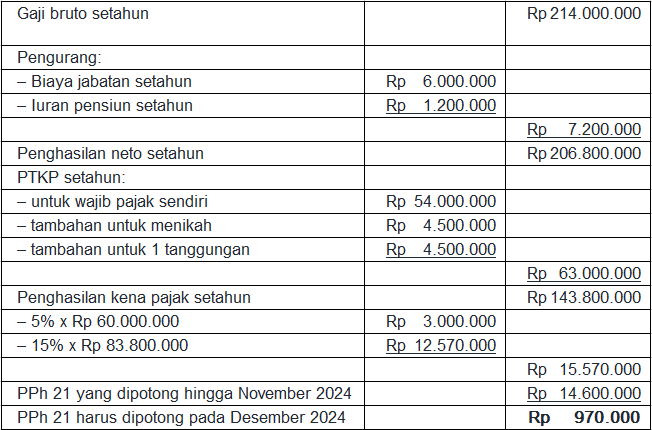 Gaji bruto setahun Rp 214.000.000
Pengurang:
– Biaya jabatan setahun Rp 6.000.000
– Iuran pensiun setahun Rp 1.200.000
Rp 7.200.000
Penghasilan neto setahun Rp 206.800.000
PTKP setahun:
– untuk wajib pajak sendiri Rp 54.000.000
– tambahan untuk menikah Rp 4.500.000
– tambahan untuk 1 tanggungan Rp 4.500.000
Rp 63.000.000
Penghasilan kena pajak setahun Rp 143.800.000
– 5% x Rp 60.000.000 Rp 3.000.000
– 15% x Rp 83.800.000 Rp 12.570.000
Rp 15.570.000
PPh 21 yang dipotong hingga November 2024 Rp 14.600.000
PPh 21 harus dipotong pada Desember 2024 Rp 970.000